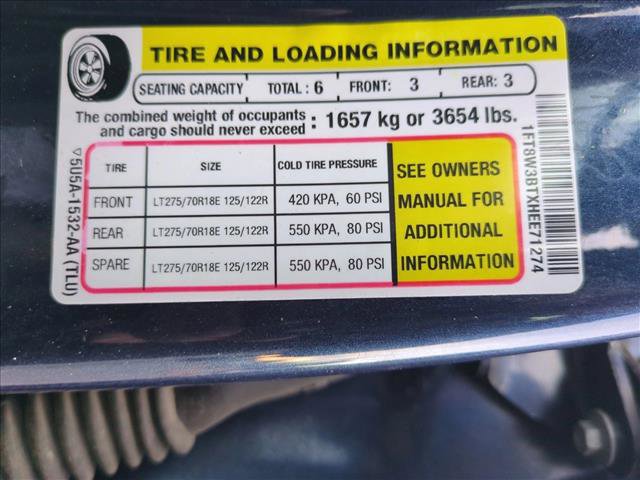 TIRE AND LOADING INFORMATION
SEATING CAPACITY TOTAL : 6 FRONT: 3 REAR: 3
The combined weight of occupants
and cargo should never exceed : 1657 kg or 3654 lbs.
TIRE SIZE COLD TIRE PRESSURE
FRONT LT275/70R18E 125/122R 420 KPA, 60 PSI
REAR LT275/70R18E 125/122R 550 KPA, 80 PSI
SPARE LT275/70R18E 125/122R 550 KPA, 80 PSI
SEE OWNERS
MANUAL FOR
ADDITIONAL
INFORMATION
5U5A-1532-AA (TLU)
1FT8W3BTXHEE71274